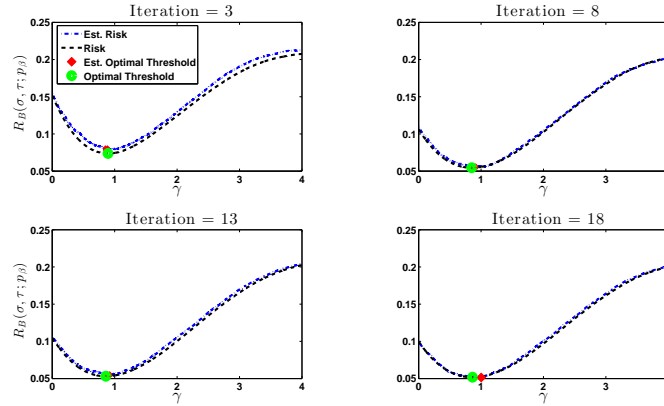 Iteration = 3
Est. Risk
Risk
Est. Optimal Threshold
Optimal Threshold
R_B(σ, τ; p_β)
0.25
0.2
0.15
0.1
0.05
0 1 2 3 4
γ
Iteration = 8
0.25
0.2
0.15
0.1
0.05
0 1 2 3
γ
Iteration = 13
R_B(σ, τ; p_β)
0.25
0.2
0.15
0.1
0.05
0 1 2 3 4
γ
Iteration = 18
0.25
0.2
0.15
0.1
0.05
0 1 2 3
γ